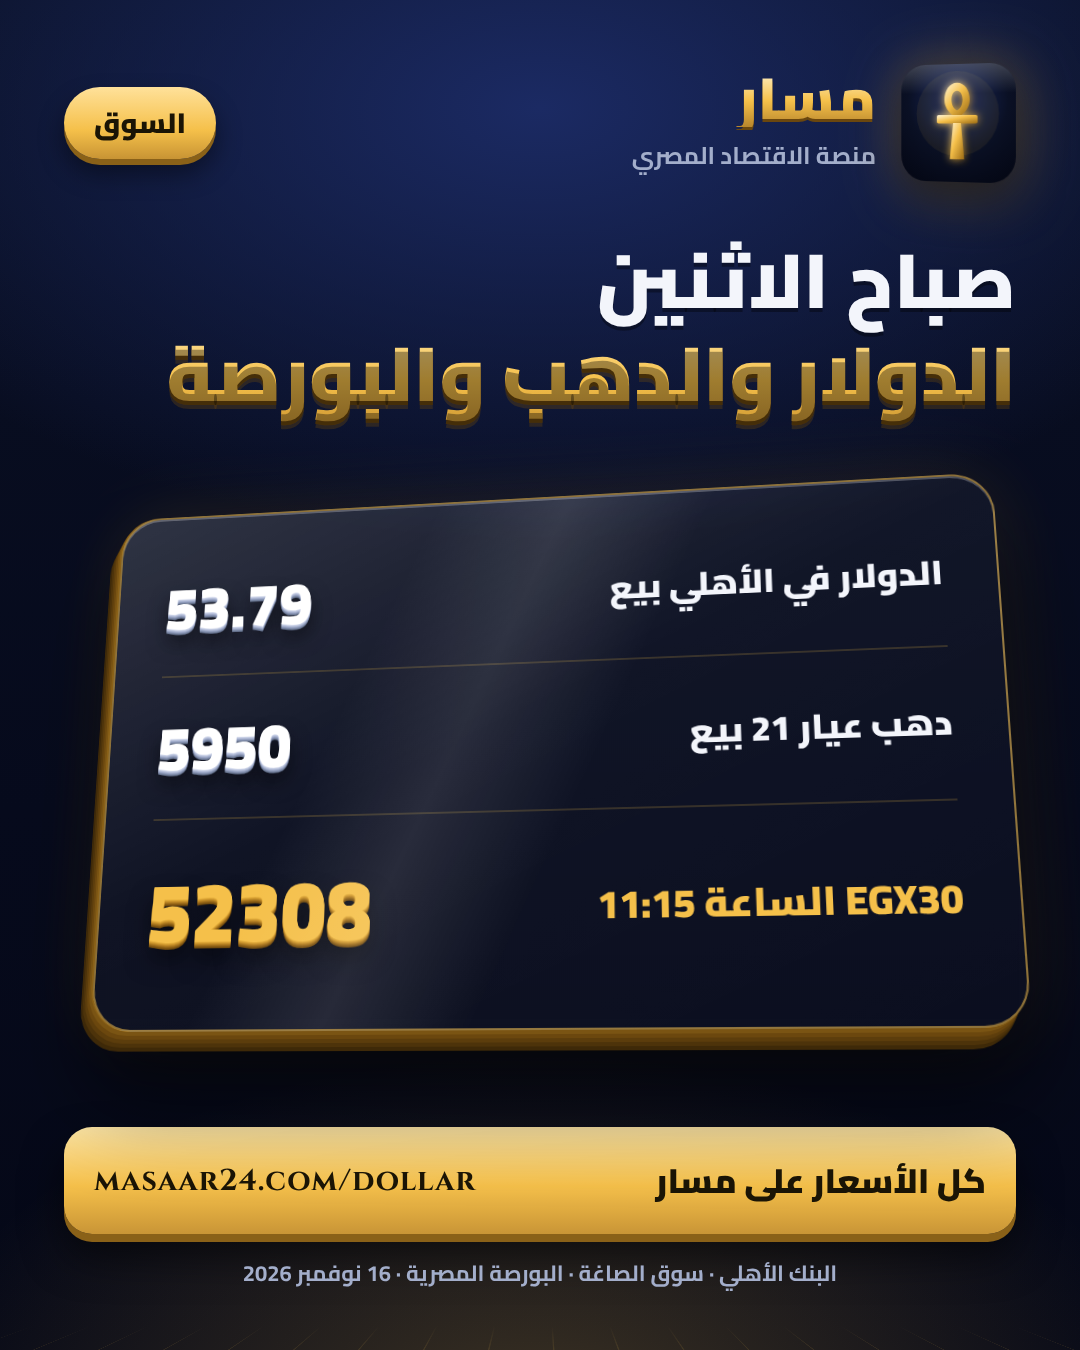 مسار
منصة الاقتصاد المصري
السوق
صباح الاثنين
الدولار والدهب والبورصة
الدولار في الأهلي بيع 53.79
دهب عيار 21 بيع 5950
EGX30 الساعة 11:15 52308
كل الأسعار على مسار MASAAR24.COM/DOLLAR
البنك الأهلي · سوق الصاغة · البورصة المصرية · 16 نوفمبر 2026